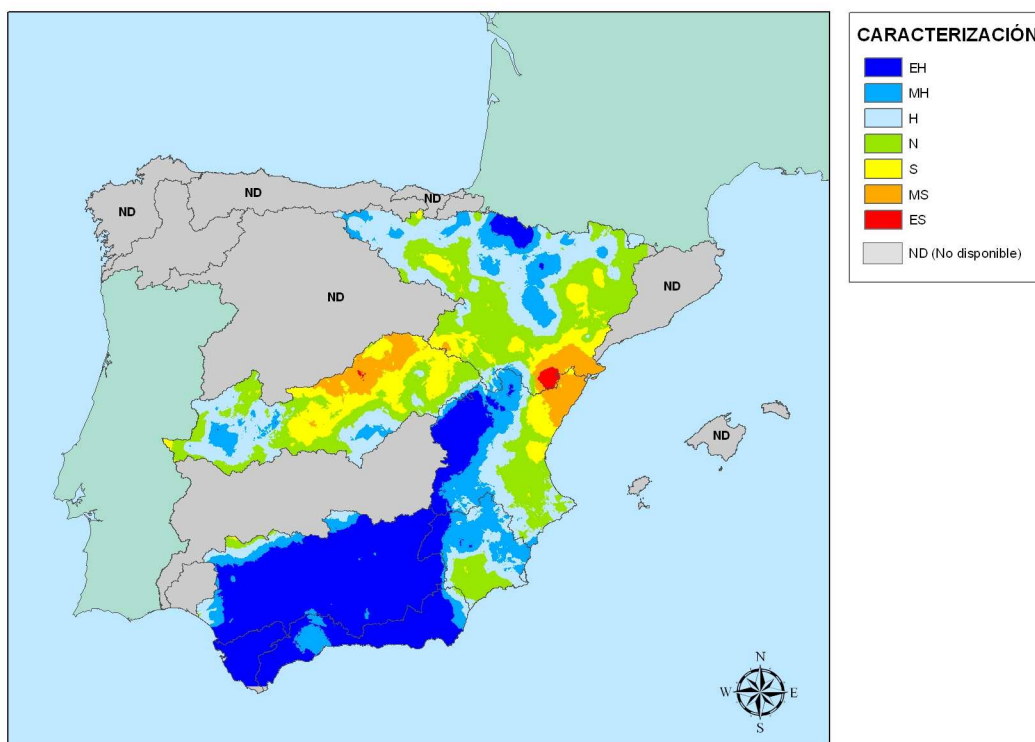 CARACTERIZACIÓN
EH
MH
H
N
S
MS
ES
ND (No disponible)
ND
ND
ND
ND
ND
ND
N
W E
S